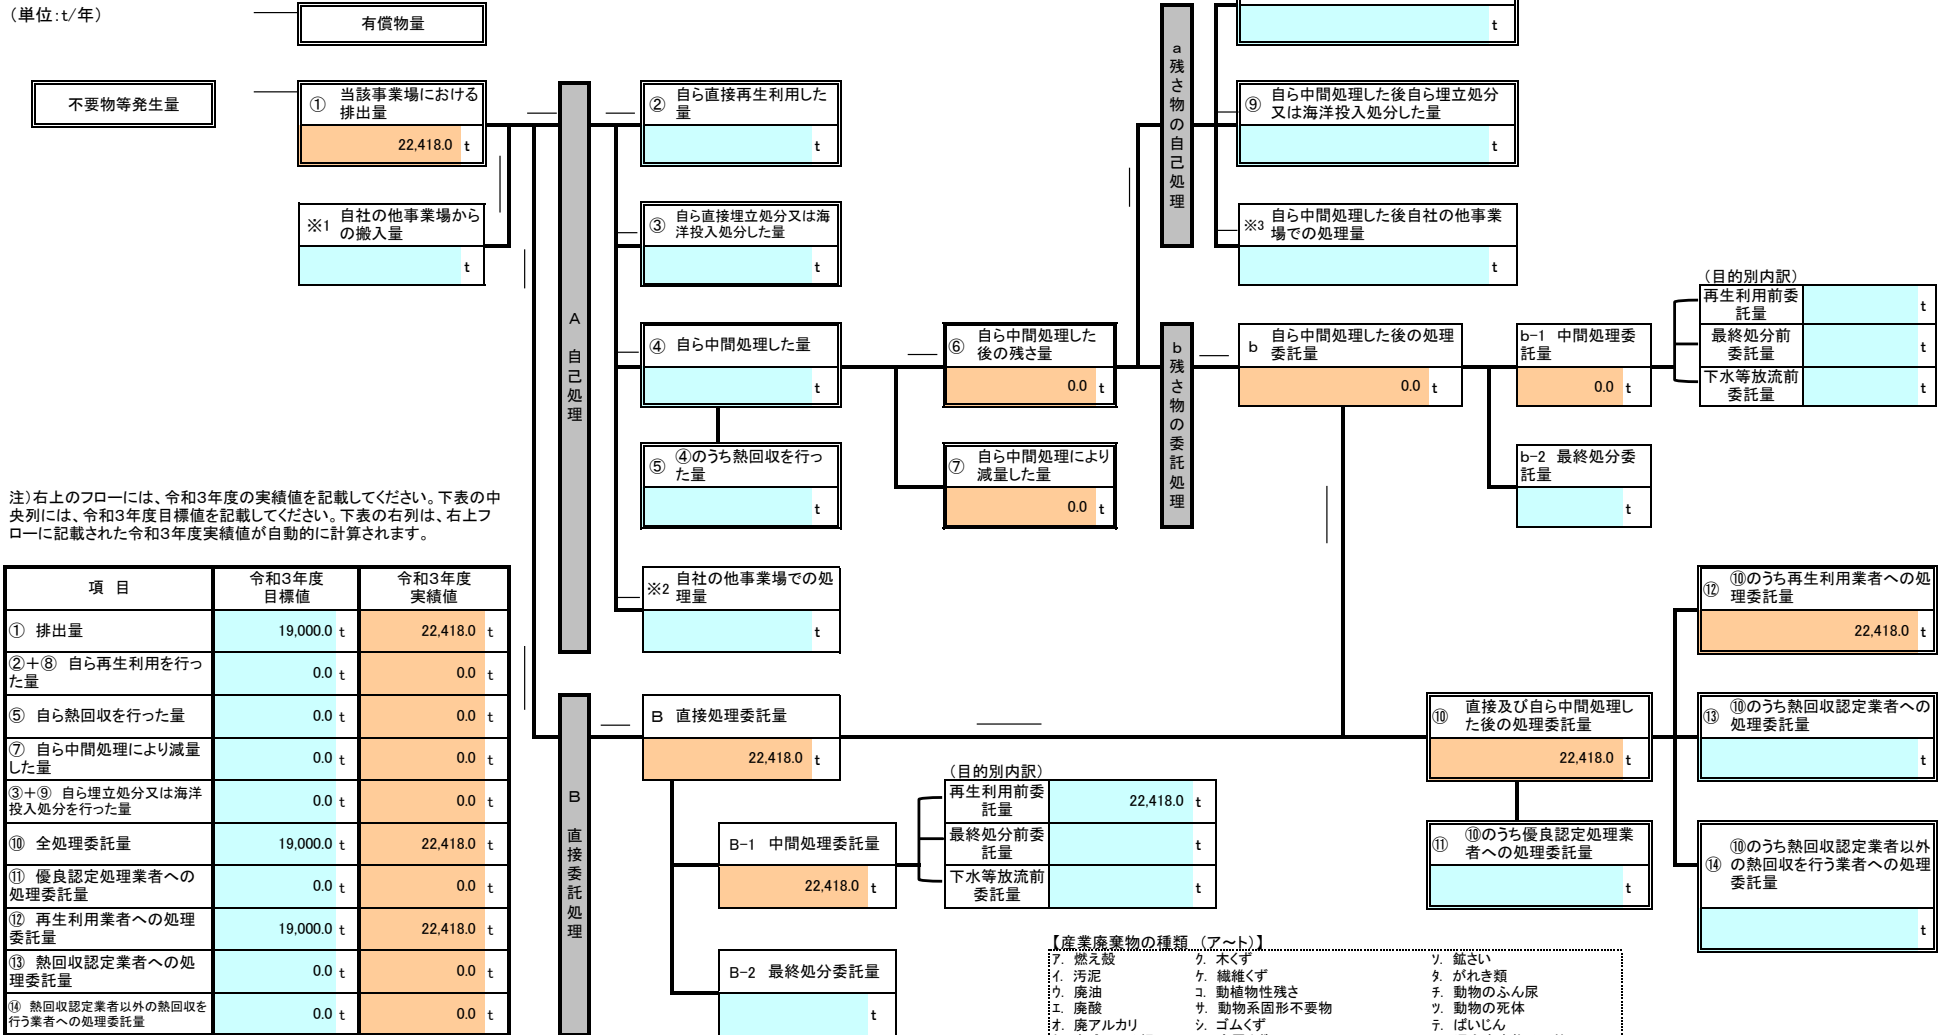 (単位:t/年)
有償物量
t
不要物等発生量
① 当該事業場における
排出量
22,418.0 t
※1 自社の他事業場から
の搬入量
t
A 自己処理
② 自ら直接再生利用した
量
t
③ 自ら直接埋立処分又は海
洋投入処分した量
t
④ 自ら中間処理した量
t
⑤ ④のうち熱回収を行っ
た量
t
※2 自社の他事業場での処
理量
t
⑥ 自ら中間処理した
後の残さ量
0.0 t
⑦ 自ら中間処理により
減量した量
0.0 t
a 残さ物の自己処理
⑨ 自ら中間処理した後自ら埋立処分
又は海洋投入処分した量
t
※3 自ら中間処理した後自社の他事業
場での処理量
t
b 残さ物の委託処理
b 自ら中間処理した後の処理
委託量
0.0 t
b-1 中間処理委
託量
0.0 t
b-2 最終処分委
託量
t
(目的別内訳)
再生利用前委
託量
t
最終処分前
委託量
t
下水等放流前
委託量
t
注)右上のフローには、令和3年度の実績値を記載してください。下表の中
央列には、令和3年度目標値を記載してください。下表の右列は、右上フ
ローに記載された令和3年度実績値が自動的に計算されます。
項 目 令和3年度
目標値 令和3年度
実績値
① 排出量 19,000.0 t 22,418.0 t
②+⑧ 自ら再生利用を行っ
た量 0.0 t 0.0 t
⑤ 自ら熱回収を行った量 0.0 t 0.0 t
⑦ 自ら中間処理により減量
した量 0.0 t 0.0 t
③+⑨ 自ら埋立処分又は海洋
投入処分を行った量 0.0 t 0.0 t
⑩ 全処理委託量 19,000.0 t 22,418.0 t
⑪ 優良認定処理業者への
処理委託量 0.0 t 0.0 t
⑫ 再生利用業者への処理
委託量 19,000.0 t 22,418.0 t
⑬ 熱回収認定業者への処
理委託量 0.0 t 0.0 t
⑭ 熱回収認定業者以外の熱回収を
行う業者への処理委託量 0.0 t 0.0 t
B 直接委託処理
B 直接処理委託量
22,418.0 t
B-1 中間処理委託量
22,418.0 t
B-2 最終処分委託量
t
(目的別内訳)
再生利用前委
託量
22,418.0 t
最終処分前委
託量
t
下水等放流前
委託量
t
⑩ 直接及び自ら中間処理し
た後の処理委託量
22,418.0 t
⑪ ⑩のうち優良認定処理業
者への処理委託量
t
⑫ ⑩のうち再生利用業者への処
理委託量
22,418.0 t
⑬ ⑩のうち熱回収認定業者への
処理委託量
t
⑭ ⑩のうち熱回収認定業者以外
の熱回収を行う業者への処理
委託量
t
【産業廃棄物の種類 (ア~ト)】
ア. 燃え殻 ク. 木くず ソ. 鉱さい
イ. 汚泥 ケ. 繊維くず タ. がれき類
ウ. 廃油 コ. 動植物性残さ チ. 動物のふん尿
エ. 廃酸 サ. 動物系固形不要物 ツ. 動物の死体
オ. 廃アルカリ シ. ゴムくず テ. ばいじん